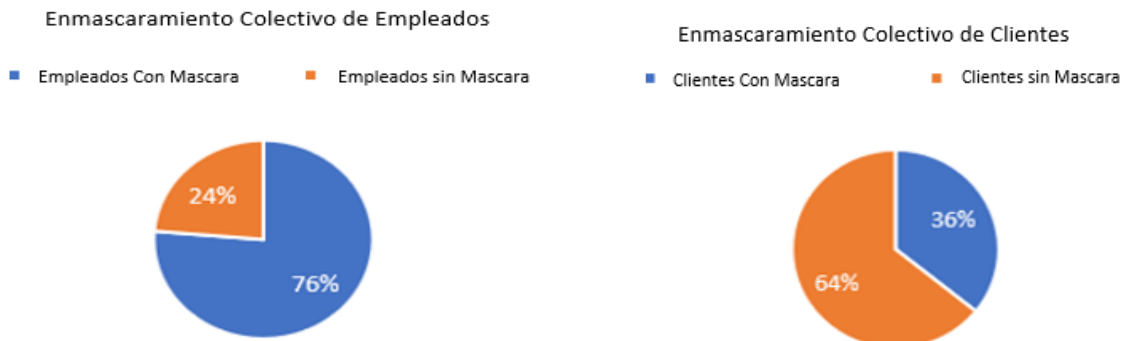 Enmascaramiento Colectivo de Empleados
Empleados Con Mascara
Empleados sin Mascara
24%
76%
Enmascaramiento Colectivo de Clientes
Clientes Con Mascara
Clientes sin Mascara
36%
64%